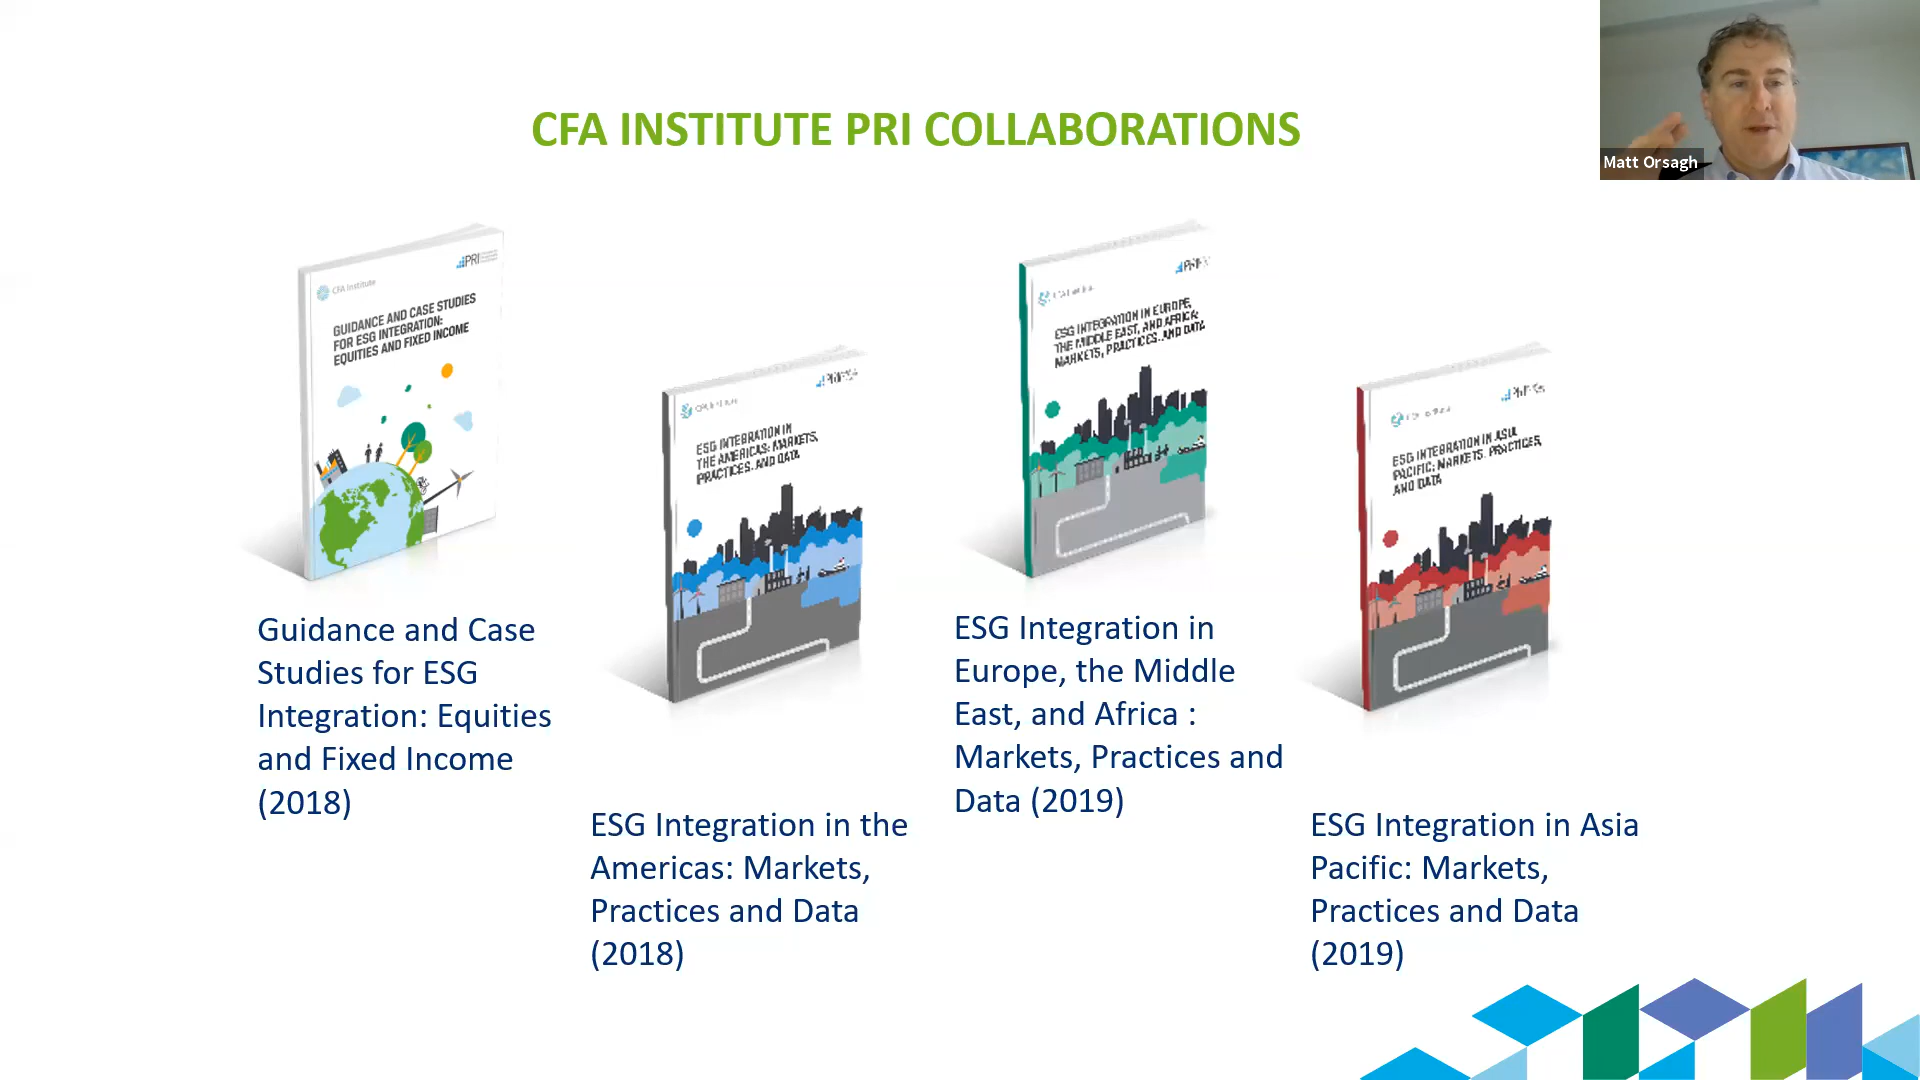 CFA INSTITUTE PRI COLLABORATIONS
Matt Orsagh
PRI
CFA Institute
GUIDANCE AND CASE STUDIES
FOR ESG INTEGRATION:
EQUITIES AND FIXED INCOME
Guidance and Case
Studies for ESG
Integration: Equities
and Fixed Income
(2018)
ESG INTEGRATION IN
THE AMERICAS: MARKETS,
PRACTICES, AND DATA
ESG Integration in the
Americas: Markets,
Practices and Data
(2018)
ESG INTEGRATION IN EUROPE,
THE MIDDLE EAST, AND AFRICA:
MARKETS, PRACTICES, AND DATA
ESG Integration in
Europe, the Middle
East, and Africa :
Markets, Practices and
Data (2019)
ESG INTEGRATION IN ASIA
PACIFIC: MARKETS, PRACTICES,
AND DATA
ESG Integration in Asia
Pacific: Markets,
Practices and Data
(2019)